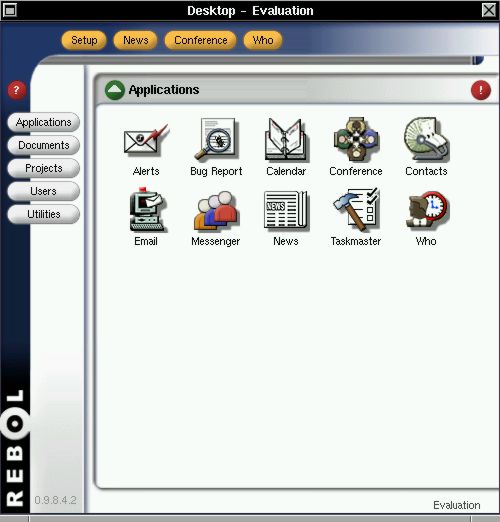 Desktop - Evaluation
Setup News Conference Who
?
Applications
!
Applications
Documents
Projects
Users
Utilities
Alerts Bug Report Calendar Conference Contacts
NEWS
Email Messenger News Taskmaster Who
REBOL
0.9.8.4.2
Evaluation